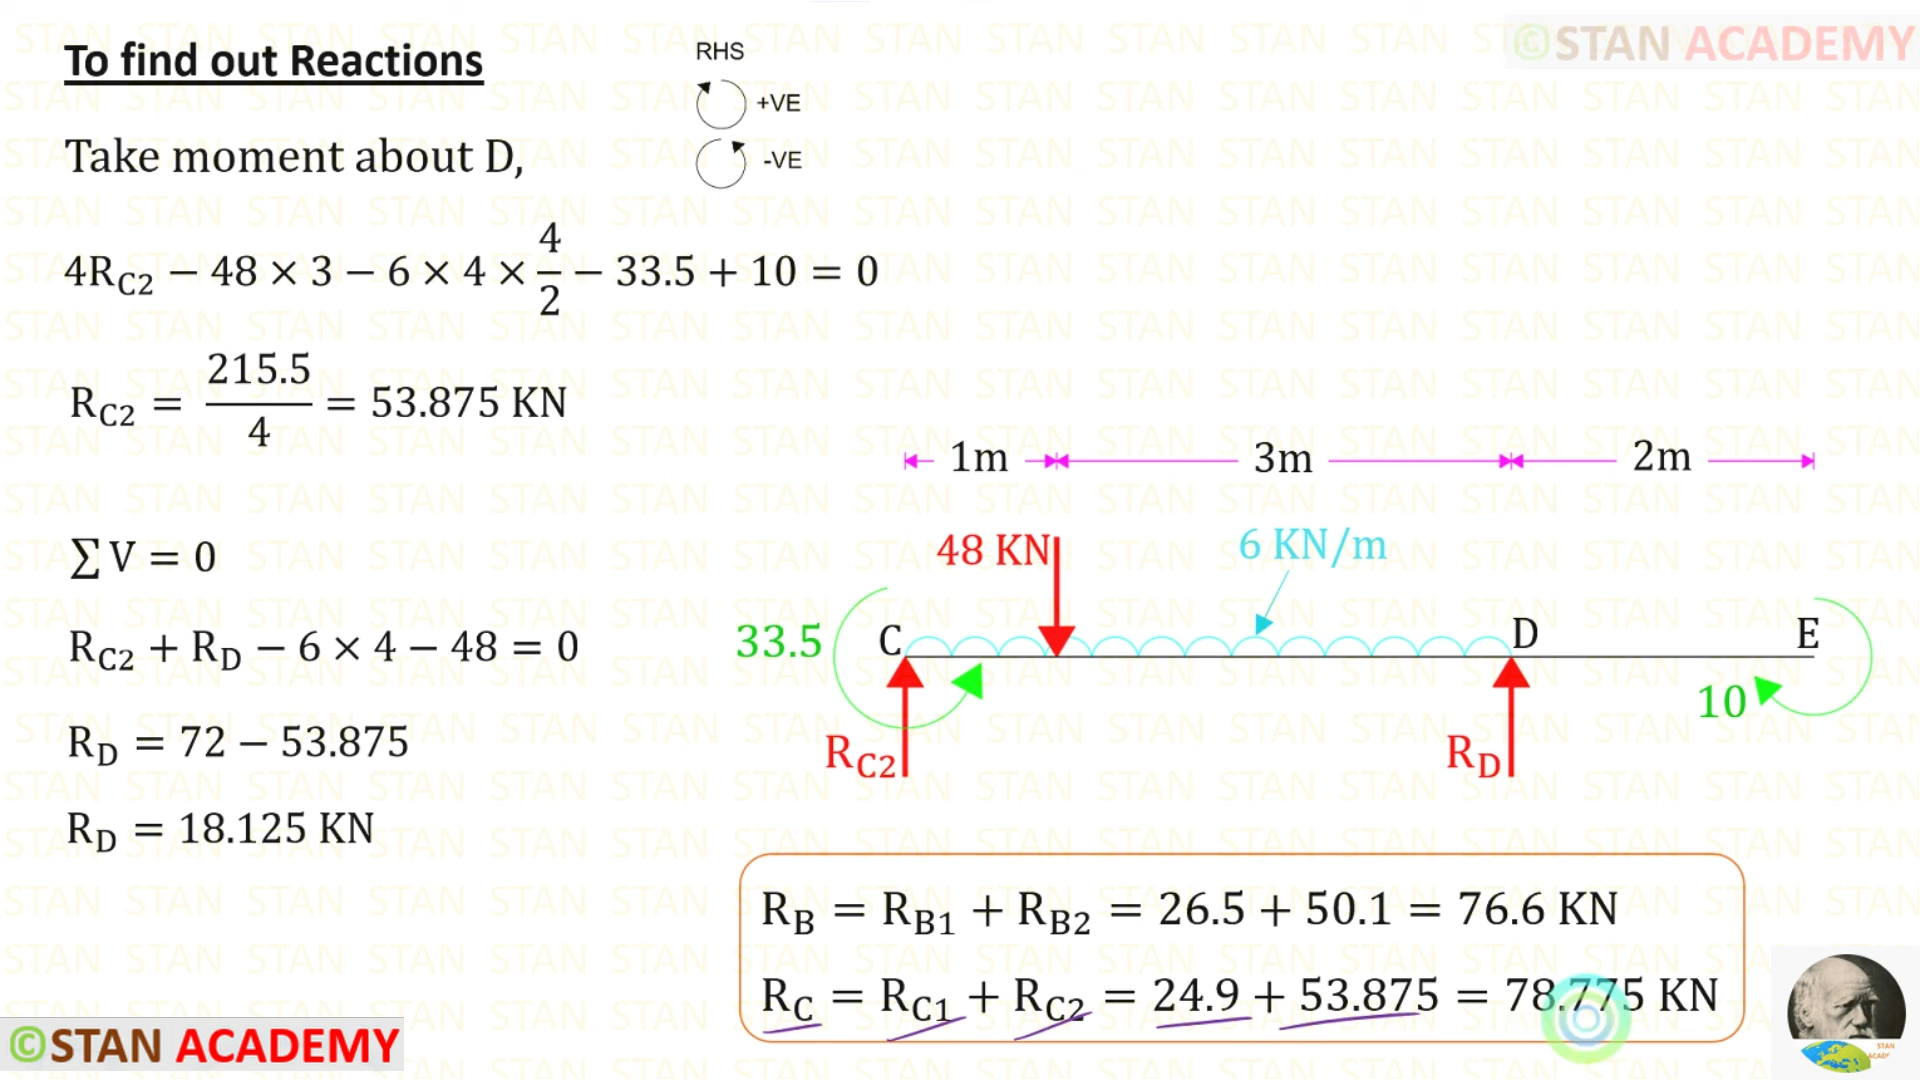 To find out Reactions
RHS
+VE
-VE
©STAN ACADEMY
Take moment about D,
4R_C2 − 48 × 3 − 6 × 4 × 4/2 − 33.5 + 10 = 0
R_C2 = 215.5/4 = 53.875 KN
∑ V = 0
R_C2 + R_D − 6 × 4 − 48 = 0
R_D = 72 − 53.875
R_D = 18.125 KN
1m 3m 2m
48 KN 6 KN/m
33.5 C D E
10
R_C2 R_D
R_B = R_B1 + R_B2 = 26.5 + 50.1 = 76.6 KN
R_C = R_C1 + R_C2 = 24.9 + 53.875 = 78.775 KN
©STAN ACADEMY
STAN